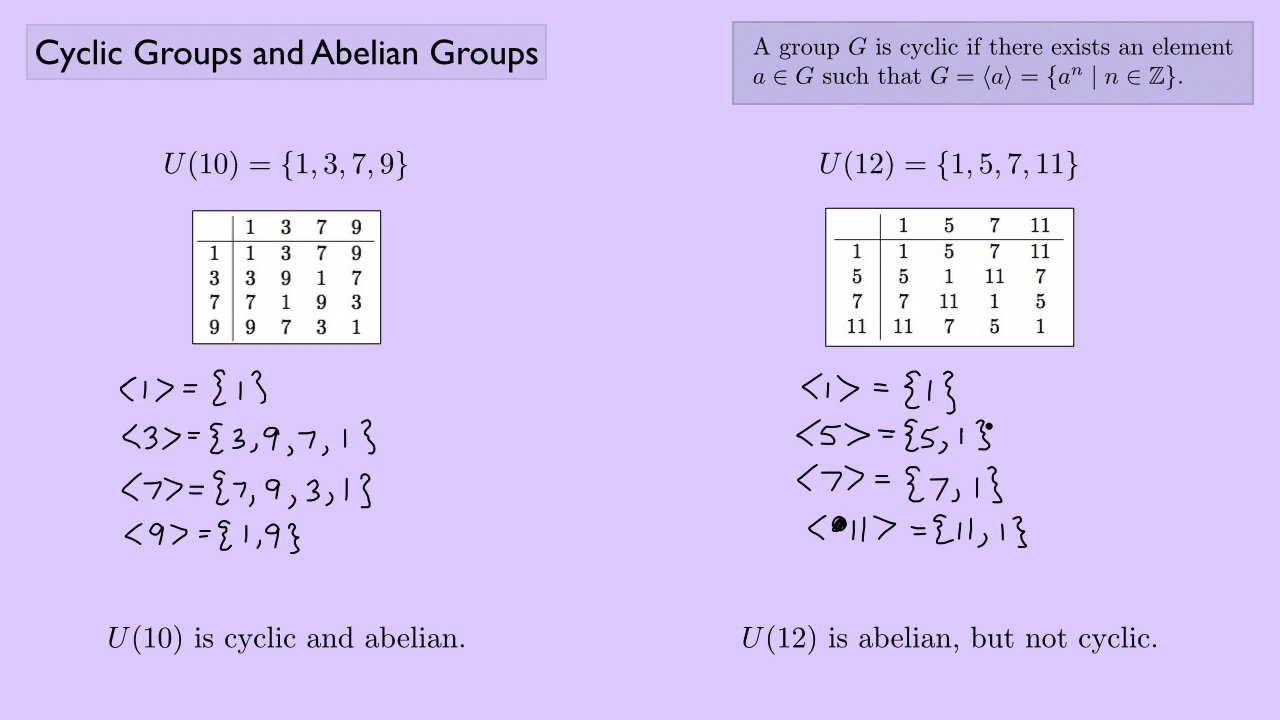 Cyclic Groups and Abelian Groups
A group G is cyclic if there exists an element
a ∈ G such that G = ⟨a⟩ = {aⁿ | n ∈ ℤ}.
U(10) = {1, 3, 7, 9}
1 3 7 9
1 1 3 7 9
3 3 9 1 7
7 7 1 9 3
9 9 7 3 1
<1> = {1}
<3> = {3,9,7,1}
<7> = {7,9,3,1}
<9> = {1,9}
U(10) is cyclic and abelian.
U(12) = {1, 5, 7, 11}
1 5 7 11
1 1 5 7 11
5 5 1 11 7
7 7 11 1 5
11 11 7 5 1
<1> = {1}
<5> = {5,1}
<7> = {7,1}
<11> = {11,1}
U(12) is abelian, but not cyclic.